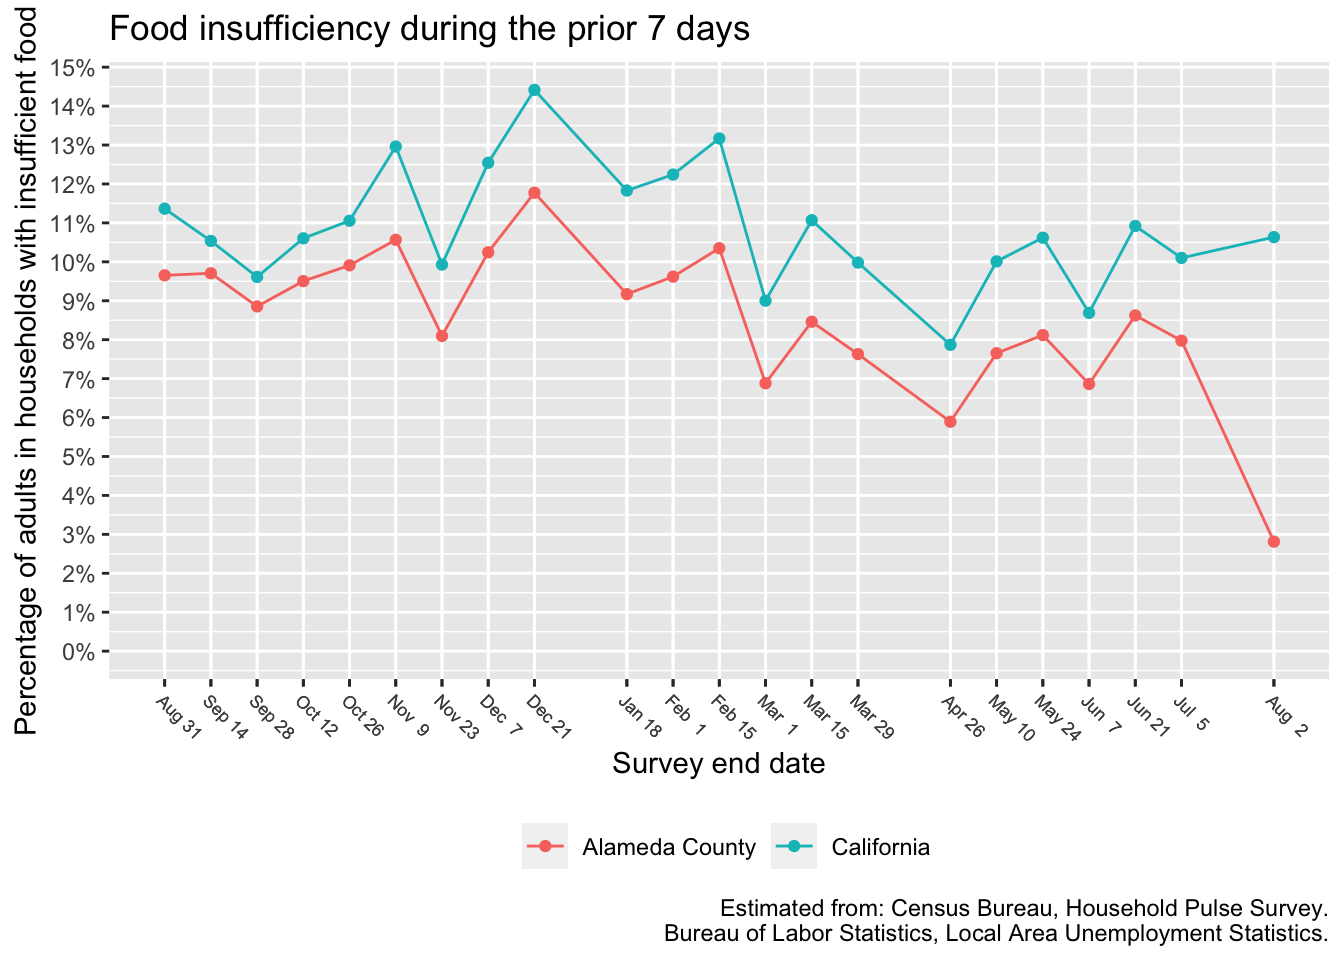 Food insufficiency during the prior 7 days
Percentage of adults in households with insufficient food
15%
14%
13%
12%
11%
10%
9%
8%
7%
6%
5%
4%
3%
2%
1%
0%
Aug 31
Sep 14
Sep 28
Oct 12
Oct 26
Nov 9
Nov 23
Dec 7
Dec 21
Jan 18
Feb 1
Feb 15
Mar 1
Mar 15
Mar 29
Apr 26
May 10
May 24
Jun 7
Jun 21
Jul 5
Aug 2
Survey end date
Alameda County
California
Estimated from: Census Bureau, Household Pulse Survey.
Bureau of Labor Statistics, Local Area Unemployment Statistics.